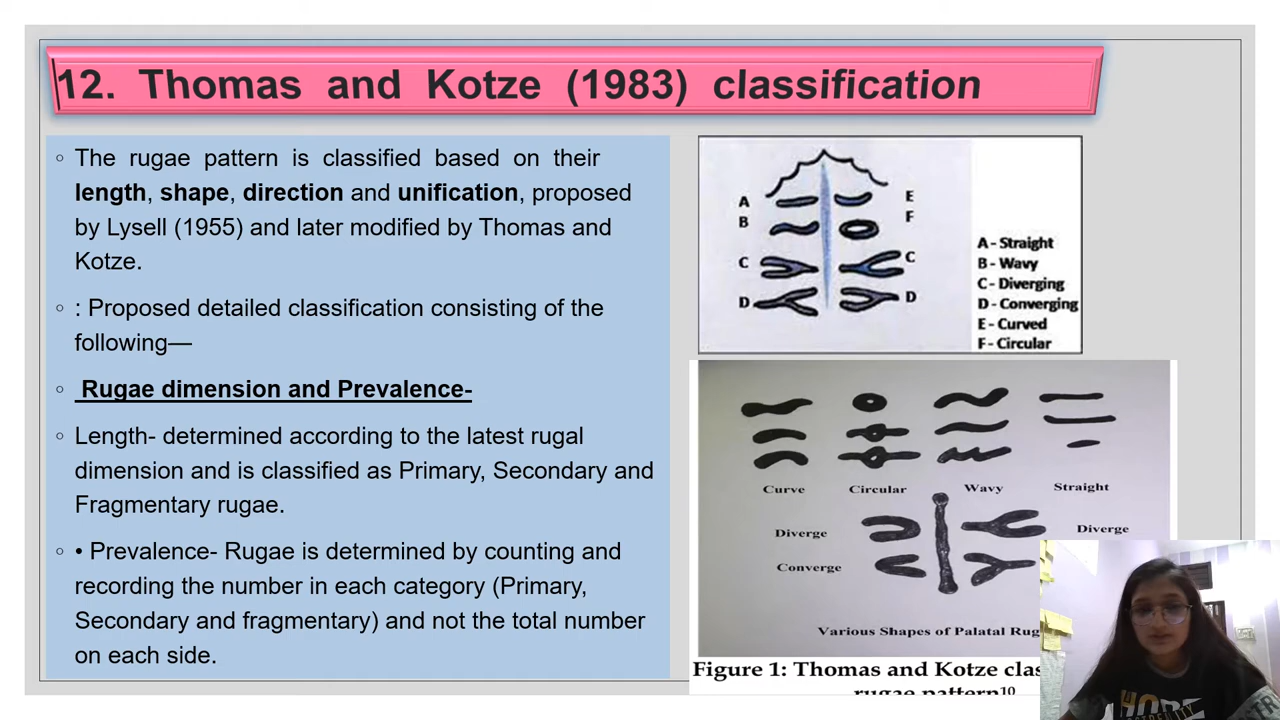 12. Thomas and Kotze (1983) classification
◦ The rugae pattern is classified based on their
length, shape, direction and unification, proposed
by Lysell (1955) and later modified by Thomas and
Kotze.
◦ : Proposed detailed classification consisting of the
following—
◦ Rugae dimension and Prevalence-
◦ Length- determined according to the latest rugal
dimension and is classified as Primary, Secondary and
Fragmentary rugae.
◦ • Prevalence- Rugae is determined by counting and
recording the number in each category (Primary,
Secondary and fragmentary) and not the total number
on each side.
A E
B F
C C
D D
A - Straight
B - Wavy
C - Diverging
D - Converging
E - Curved
F - Circular
Curve Circular Wavy Straight
Diverge Diverge
Converge
Various Shapes of Palatal
Figure 1: Thomas and Kotze
rugae pattern10